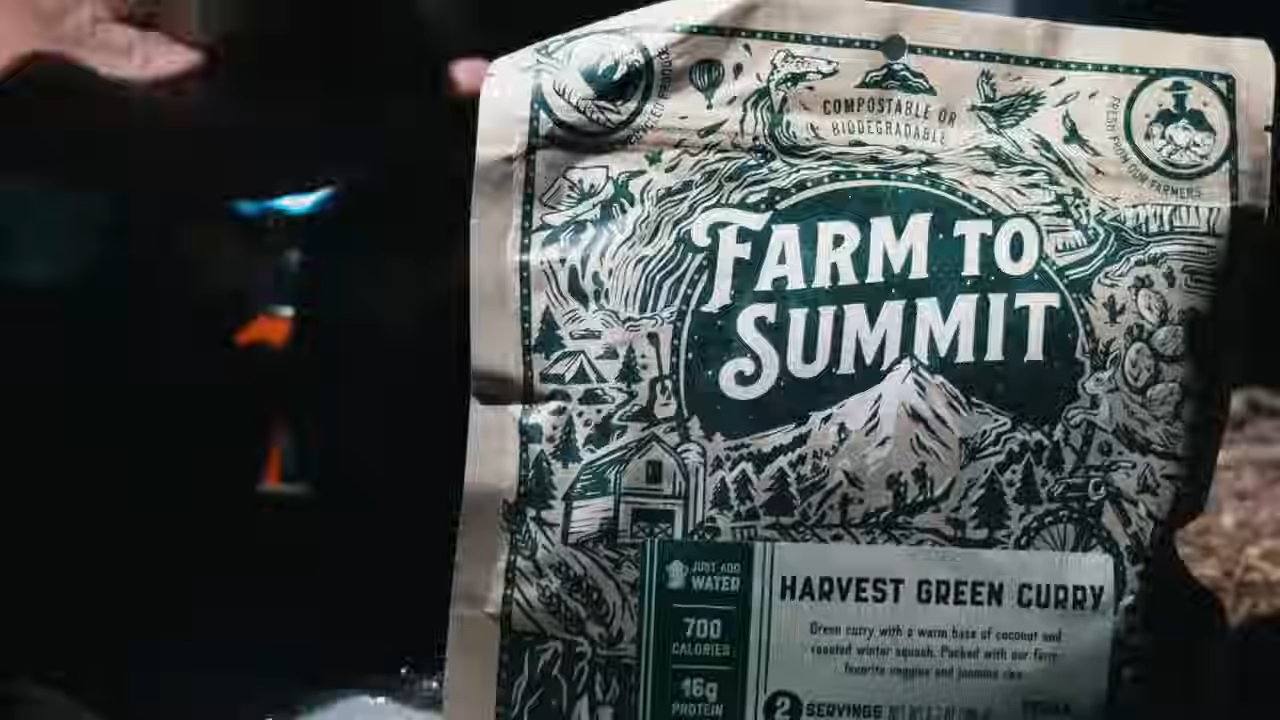 COMPOSTABLE OR
BIODEGRADABLE
FRESH FROM OUR FARMERS
FARM TO
SUMMIT
JUST ADD
WATER
700
CALORIES
16g
PROTEIN
HARVEST GREEN CURRY
Green curry with a warm base of coconut and
roasted winter squash. Packed with our farm
favorite veggies and jasmine rice.
2 SERVINGS